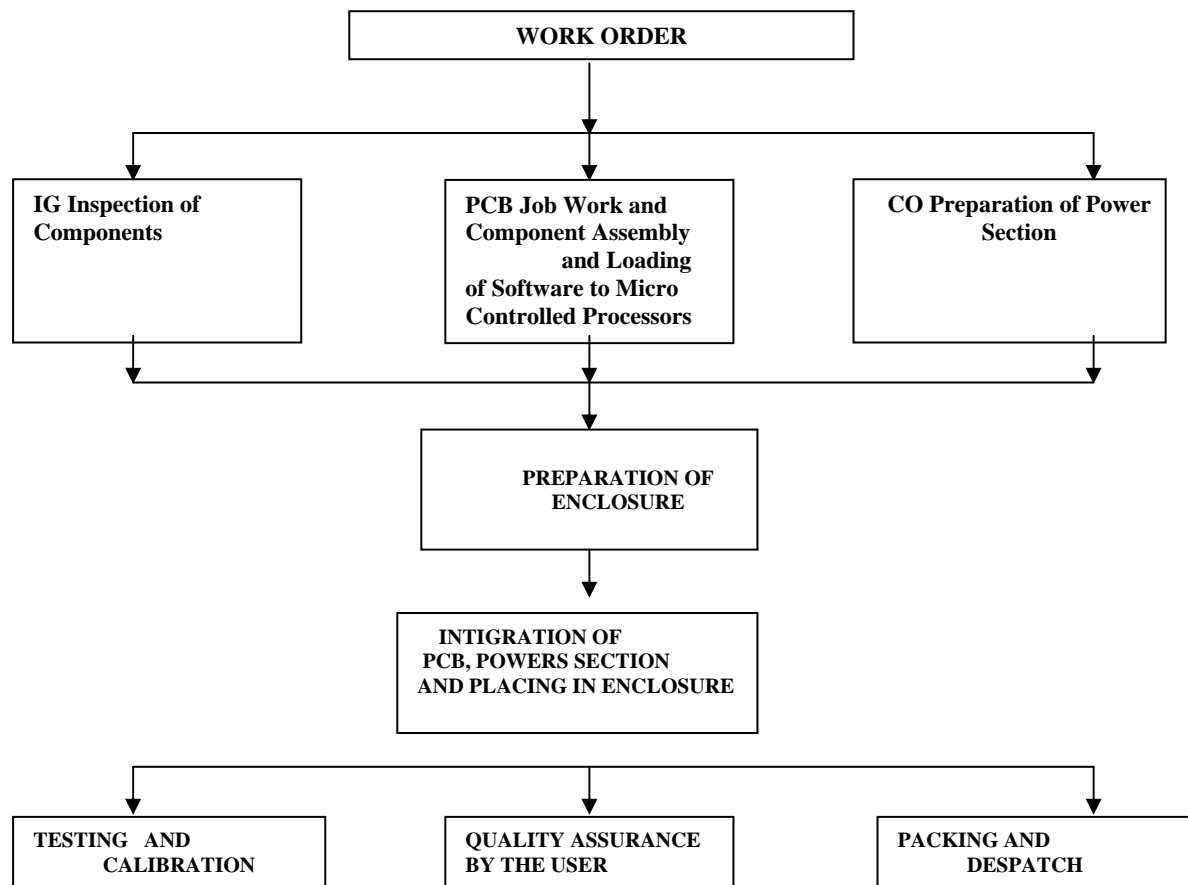 WORK ORDER
IG Inspection of
Components
PCB Job Work and
Component Assembly
and Loading
of Software to Micro
Controlled Processors
CO Preparation of Power
Section
PREPARATION OF
ENCLOSURE
INTIGRATION OF
PCB, POWERS SECTION
AND PLACING IN ENCLOSURE
TESTING AND
CALIBRATION
QUALITY ASSURANCE
BY THE USER
PACKING AND
DESPATCH